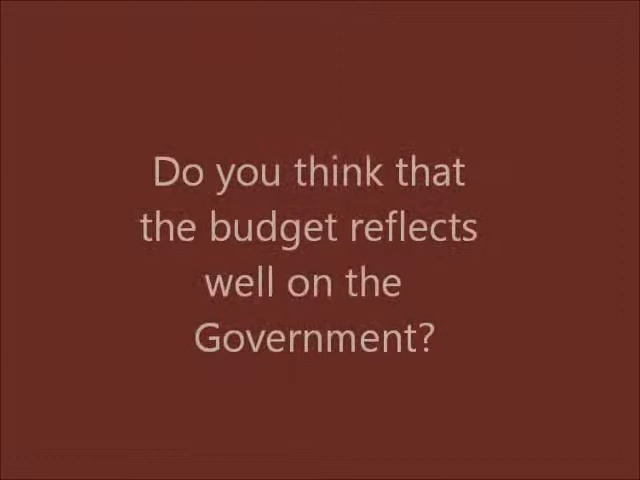 Do you think that
the budget reflects
well on the
Government?